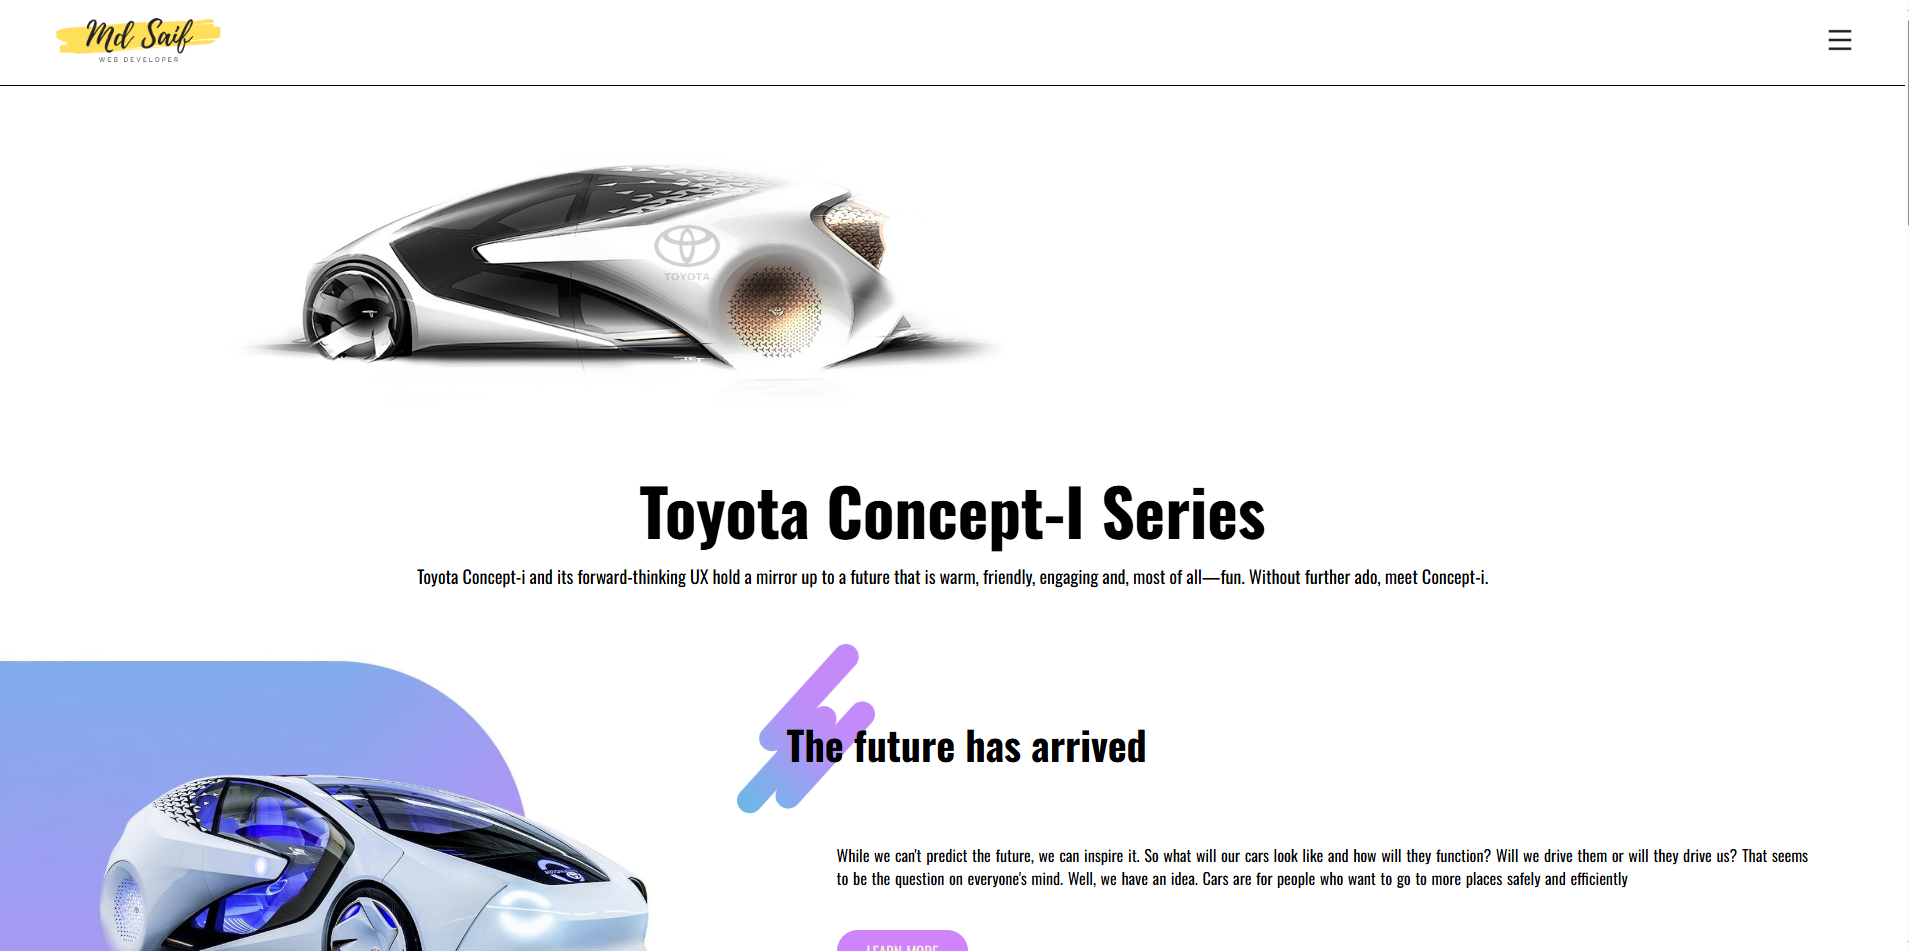 Md Saif
WEB DEVELOPER
TOYOTA
Toyota Concept-I Series
Toyota Concept-i and its forward-thinking UX hold a mirror up to a future that is warm, friendly, engaging and, most of all—fun. Without further ado, meet Concept-i.
The future has arrived
While we can't predict the future, we can inspire it. So what will our cars look like and how will they function? Will we drive them or will they drive us? That seems
to be the question on everyone's mind. Well, we have an idea. Cars are for people who want to go to more places safely and efficiently
LEARN MORE